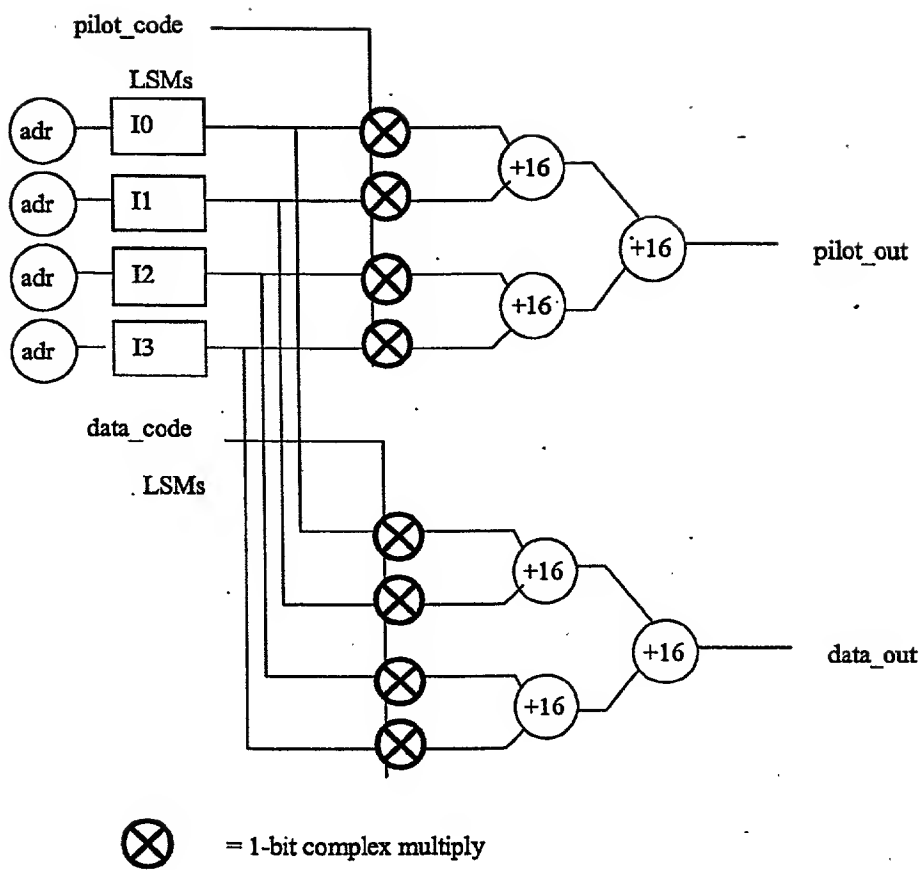 pilot_code
LSMs
adr I0
adr I1
adr I2
adr I3
+16
+16
+16
pilot_out
data_code
LSMs
+16
+16
+16
data_out
= 1-bit complex multiply